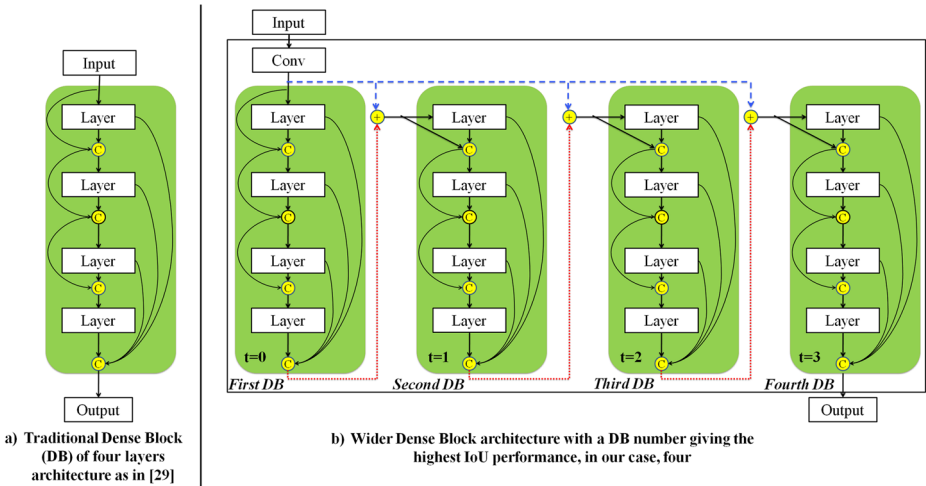 Input
Layer
C
Layer
C
Layer
C
Layer
C
Output
a) Traditional Dense Block
(DB) of four layers
architecture as in [29]
Input
Conv
Layer
C
Layer
C
Layer
C
Layer
t=0
C
First DB
+
Layer
C
Layer
C
Layer
C
Layer
t=1
C
Second DB
+
Layer
C
Layer
C
Layer
C
Layer
t=2
C
Third DB
+
Layer
C
Layer
C
Layer
C
Layer
t=3
C
Fourth DB
Output
b) Wider Dense Block architecture with a DB number giving the
highest IoU performance, in our case, four